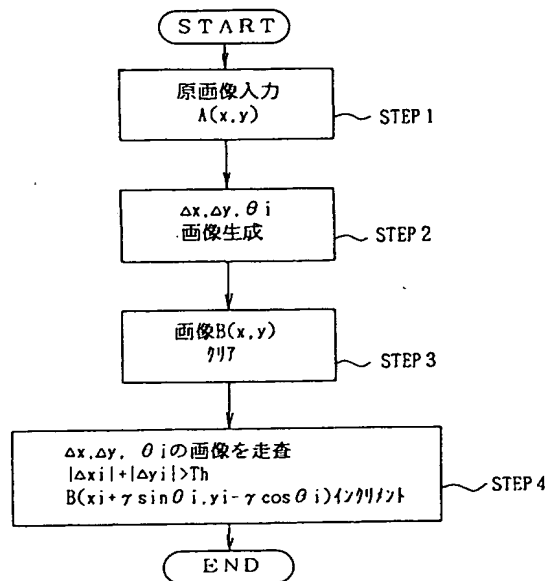 START
原画像入力
A(x,y)
STEP 1
Δx,Δy,θi
画像生成
STEP 2
画像B(x,y)
クリア
STEP 3
Δx,Δy, θiの画像を走査
|Δxi|+|Δyi|>Th
B(xi+γsinθi,yi-γcosθi)インクリメント
STEP 4
END